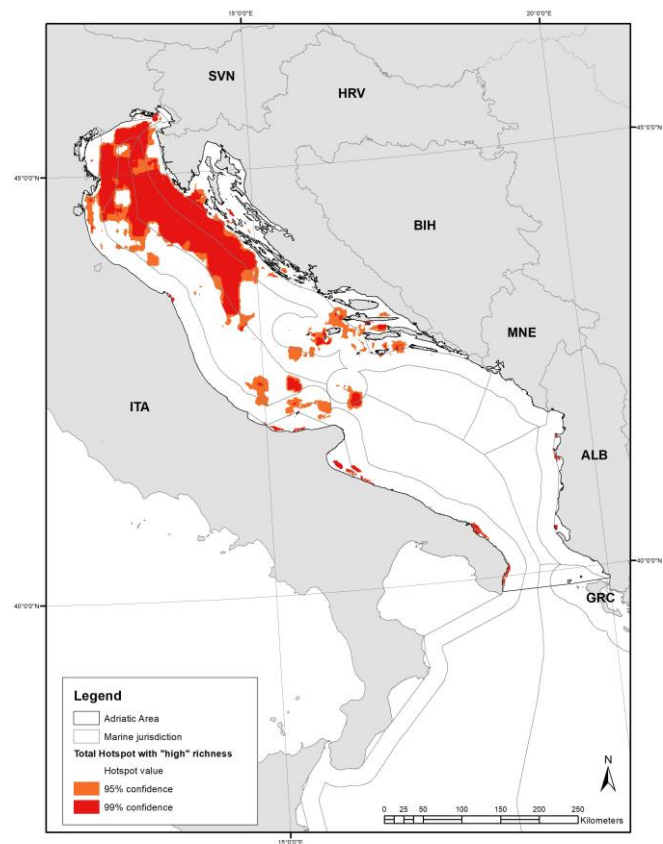 15°0'0"E
20°0'0"E
SVN
HRV
45°0'0"N
45°0'0"N
BIH
MNE
ITA
ALB
40°0'0"N
GRC
40°0'0"N
Legend
Adriatic Area
Marine jurisdiction
Total Hotspot with "high" richness
Hotspot value
95% confidence
99% confidence
N
0 25 50 100 150 200 250
Kilometers
15°0'0"E